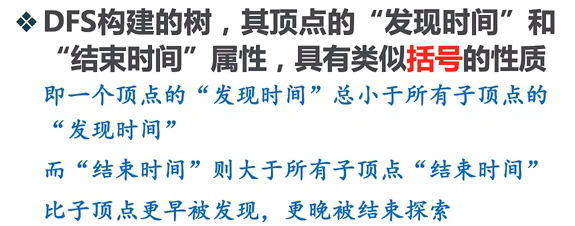 ❖ DFS构建的树，其顶点的“发现时间”和
“结束时间”属性，具有类似括号的性质
即一个顶点的“发现时间”总小于所有子顶点的
“发现时间”
而“结束时间”则大于所有子顶点“结束时间”
比子顶点更早被发现，更晚被结束探索